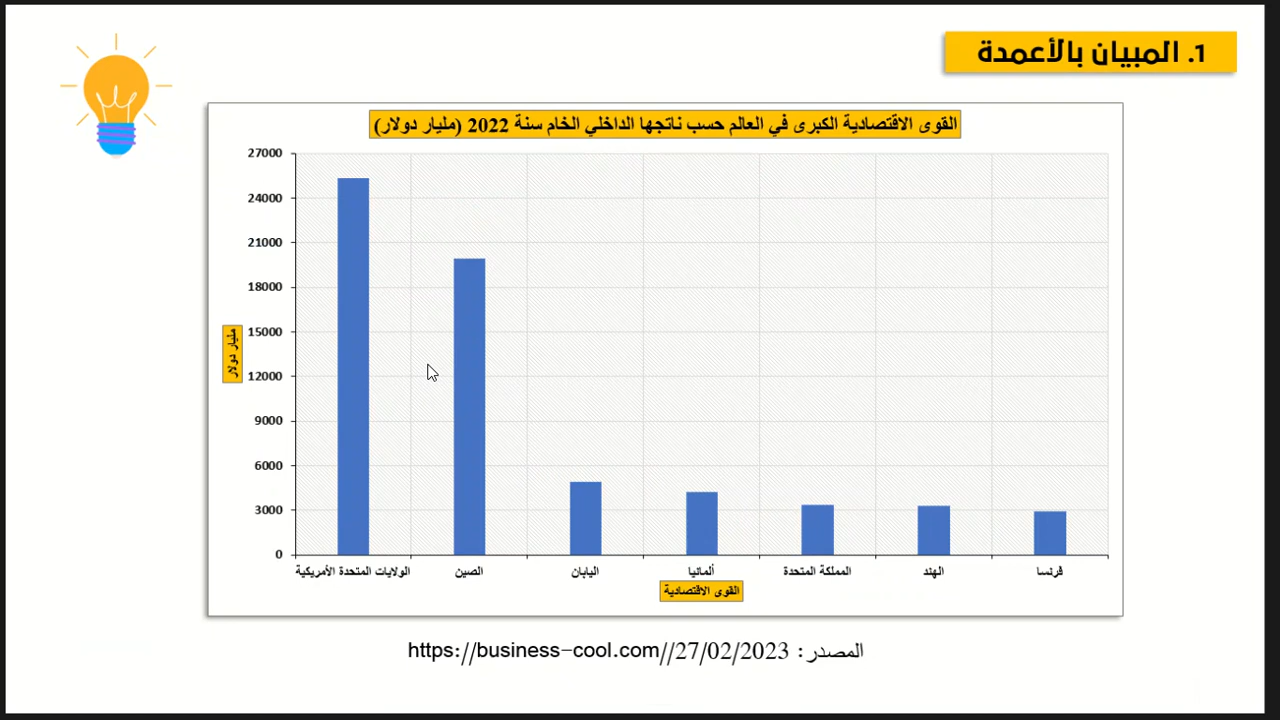 1. المبيان بالأعمدة
القوى الاقتصادية الكبرى في العالم حسب ناتجها الداخلي الخام سنة 2022 (مليار دولار)
27000
24000
21000
18000
15000
12000
9000
6000
3000
0
مليار دولار
الولايات المتحدة الأمريكية
الصين
اليابان
ألمانيا
المملكة المتحدة
الهند
فرنسا
القوى الاقتصادية
المصدر: https://business-cool.com//27/02/2023